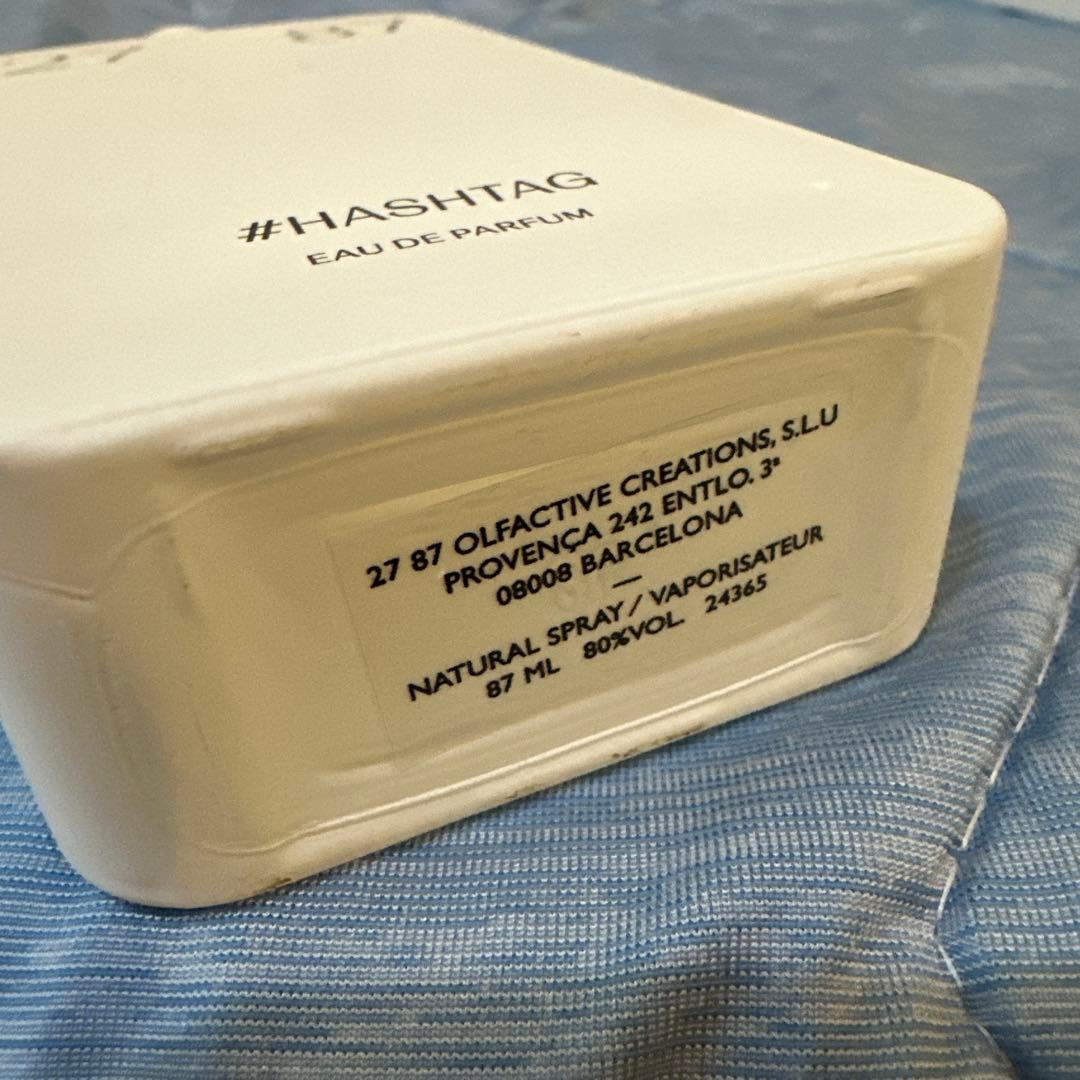 #HASHTAG
EAU DE PARFUM
27 87 OLFACTIVE CREATIONS, S.L.U
PROVENÇA 242 ENTLO. 3ª
08008 BARCELONA
—
NATURAL SPRAY / VAPORISATEUR
87 ML 80%VOL. 24365